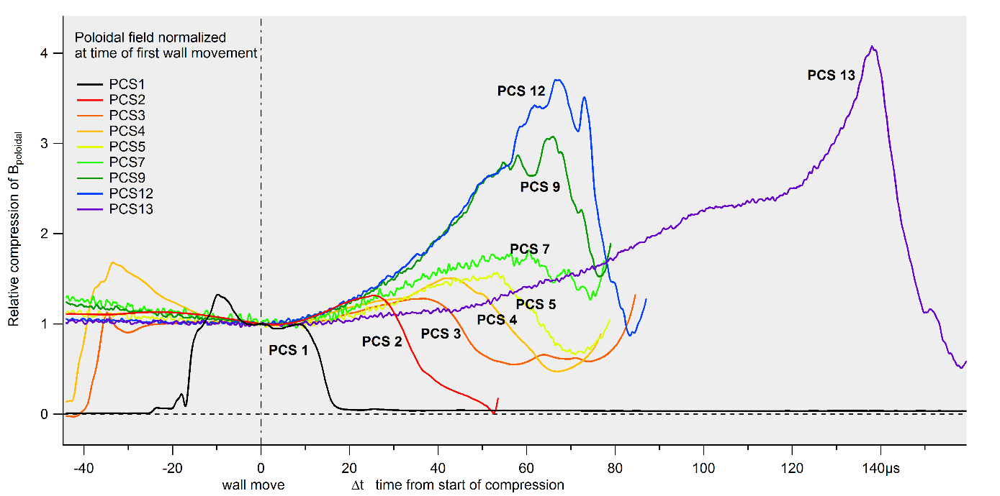 Poloidal field normalized
at time of first wall movement
PCS1
PCS2
PCS3
PCS4
PCS5
PCS7
PCS9
PCS12
PCS13
Relative compression of Bpoloidal
4
3
2
1
0
PCS 13
PCS 12
PCS 9
PCS 7
PCS 5
PCS 4
PCS 3
PCS 2
PCS 1
-40 -20 0 20 40 60 80 100 120 140µs
wall move Δt time from start of compression